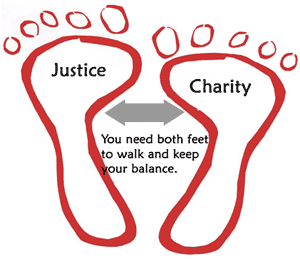 Justice
Charity
You need both feet
to walk and keep
your balance.